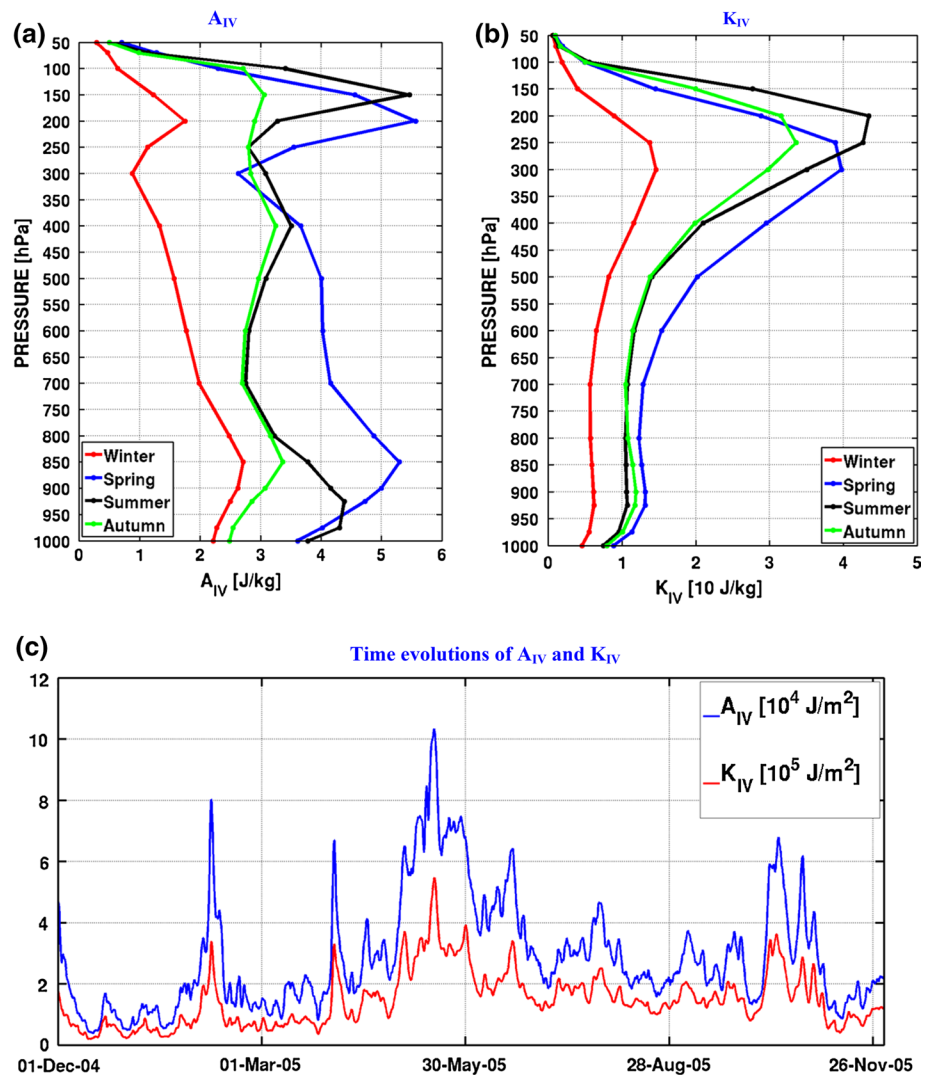 (a)
A_IV
50
100
150
200
250
300
350
400
450
500
550
600
650
700
750
800
850
900
950
1000
PRESSURE [hPa]
Winter
Spring
Summer
Autumn
0 1 2 3 4 5 6
A_IV [J/kg]
(b)
K_IV
50
100
150
200
250
300
350
400
450
500
550
600
650
700
750
800
850
900
950
1000
PRESSURE [hPa]
Winter
Spring
Summer
Autumn
0 1 2 3 4 5
K_IV [10 J/kg]
(c)
Time evolutions of A_IV and K_IV
12
10
8
6
4
2
0
A_IV [10^4 J/m^2]
K_IV [10^5 J/m^2]
01-Dec-04 01-Mar-05 30-May-05 28-Aug-05 26-Nov-05